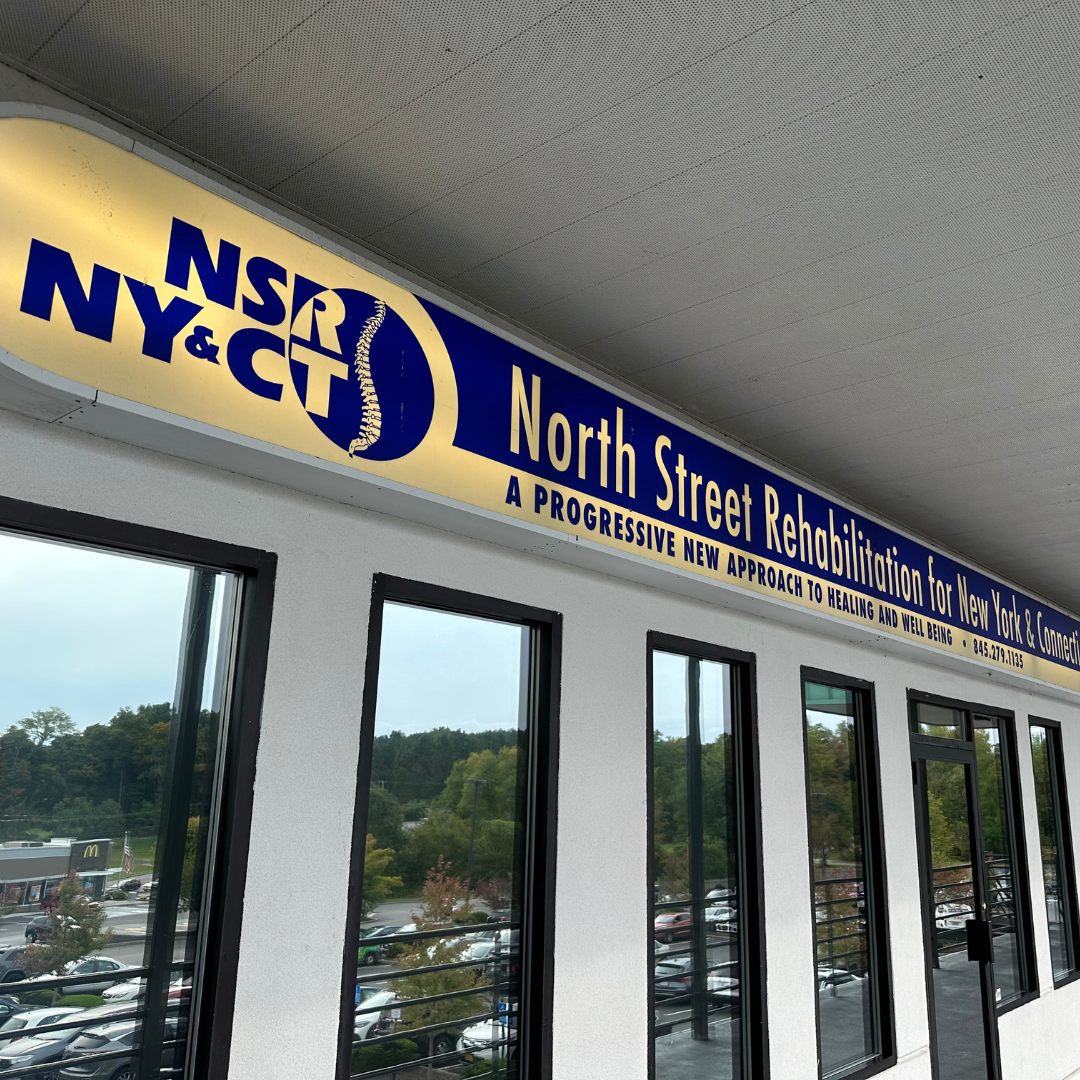 NSR
NY&CT
North Street Rehabilitation for New York & Connecti
A PROGRESSIVE NEW APPROACH TO HEALING AND WELL BEING • 845.279.1135